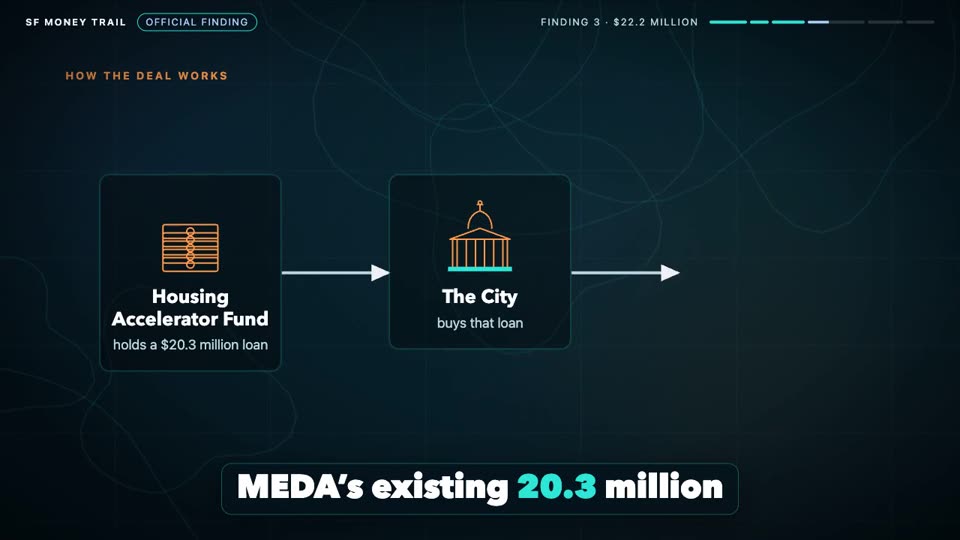 SF MONEY TRAIL
OFFICIAL FINDING
FINDING 3 · $22.2 MILLION
HOW THE DEAL WORKS
Housing
Accelerator Fund
holds a $20.3 million loan
The City
buys that loan
MEDA’s existing 20.3 million